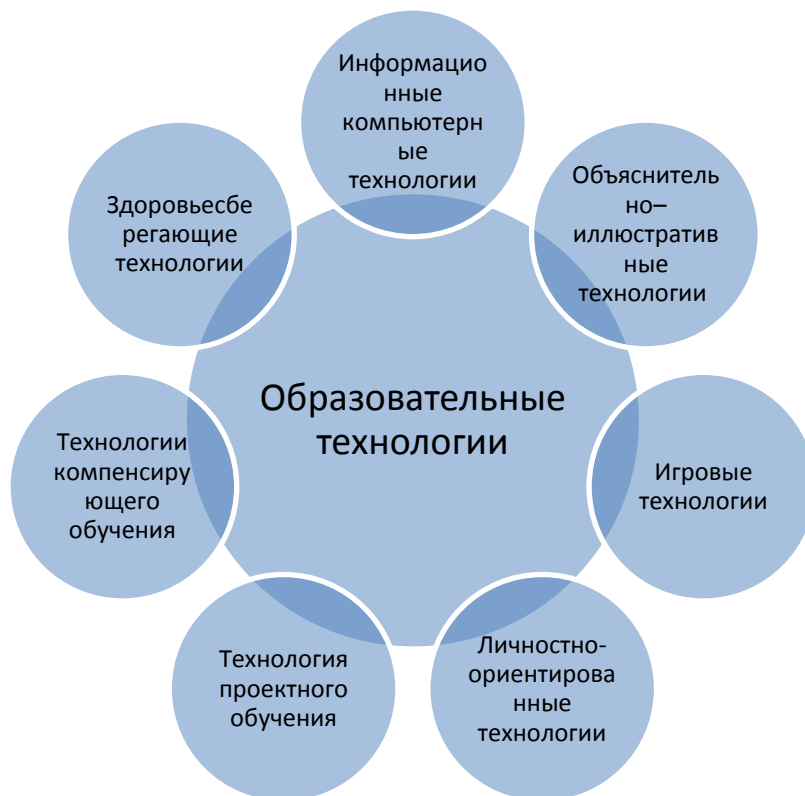 Информацио
нные
компьютерн
ые
технологии
Объяснитель
но–
иллюстратив
ные
технологии
Игровые
технологии
Личностно-
ориентирова
нные
технологии
Технология
проектного
обучения
Технологии
компенсиру
ющего
обучения
Здоровьесбе
регающие
технологии
Образовательные
технологии